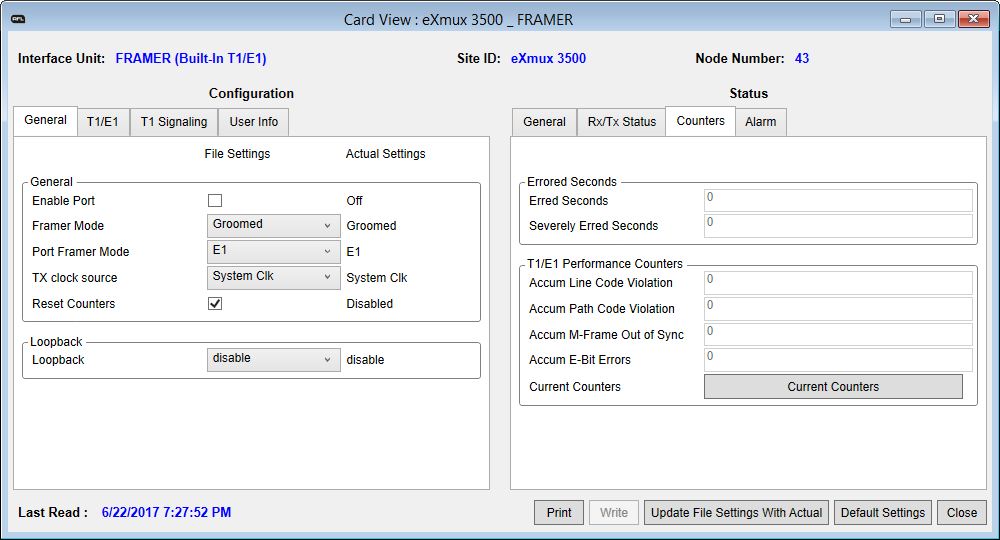 RFL
Card View : eXmux 3500 _ FRAMER
Interface Unit: FRAMER (Built-In T1/E1) Site ID: eXmux 3500 Node Number: 43
Configuration
General T1/E1 T1 Signaling User Info
File Settings Actual Settings
General
Enable Port Off
Framer Mode Groomed Groomed
Port Framer Mode E1 E1
TX clock source System Clk System Clk
Reset Counters Disabled
Loopback
Loopback disable disable
Status
General Rx/Tx Status Counters Alarm
Errored Seconds
Erred Seconds 0
Severely Erred Seconds 0
T1/E1 Performance Counters
Accum Line Code Violation 0
Accum Path Code Violation 0
Accum M-Frame Out of Sync 0
Accum E-Bit Errors 0
Current Counters Current Counters
Last Read : 6/22/2017 7:27:52 PM
Print Write Update File Settings With Actual Default Settings Close